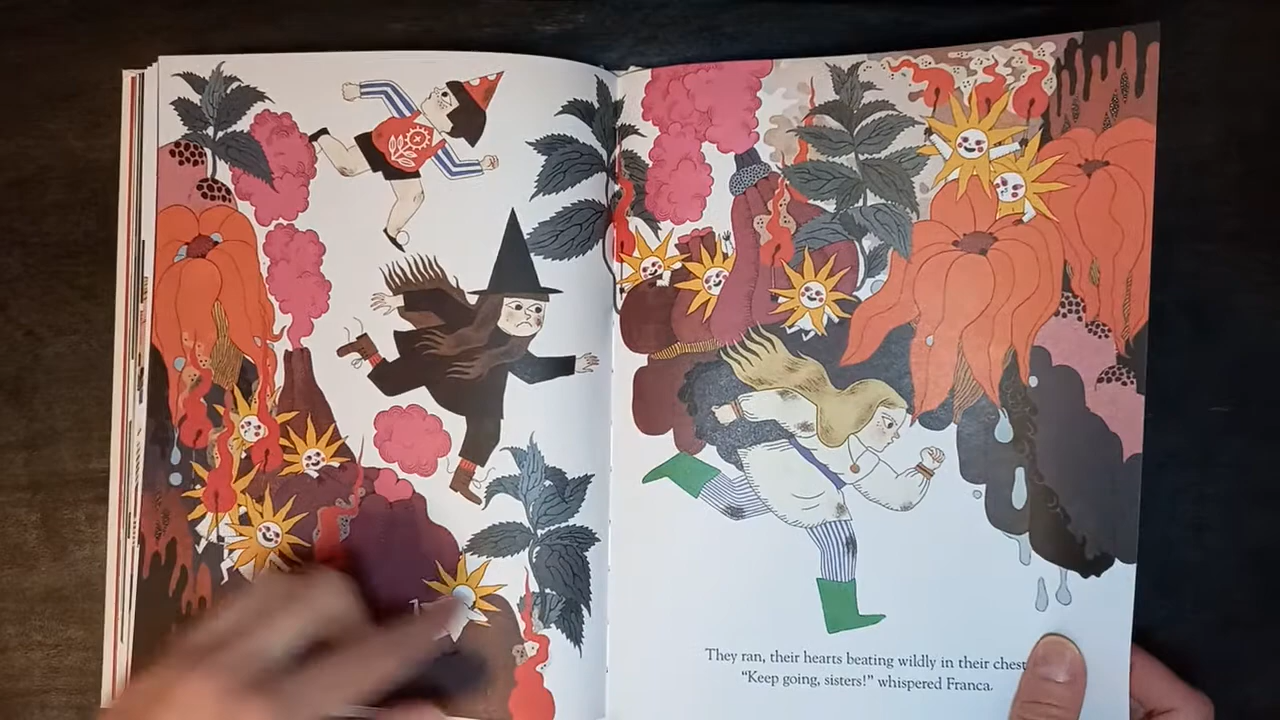 They ran, their hearts beating wildly in their chest
"Keep going, sisters!" whispered Franca.